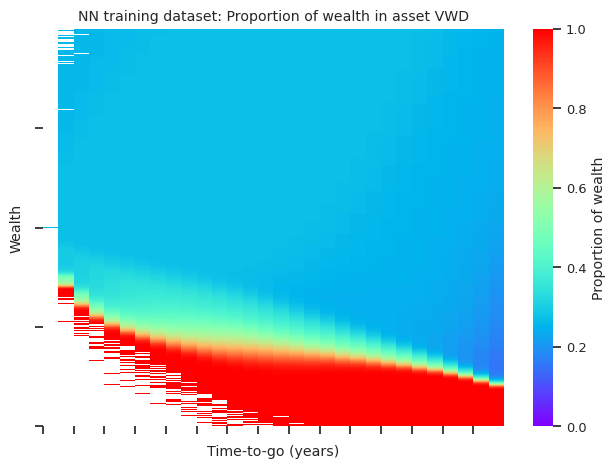 NN training dataset: Proportion of wealth in asset VWD
Wealth
Time-to-go (years)
1.0
0.8
0.6
0.4
0.2
0.0
Proportion of wealth